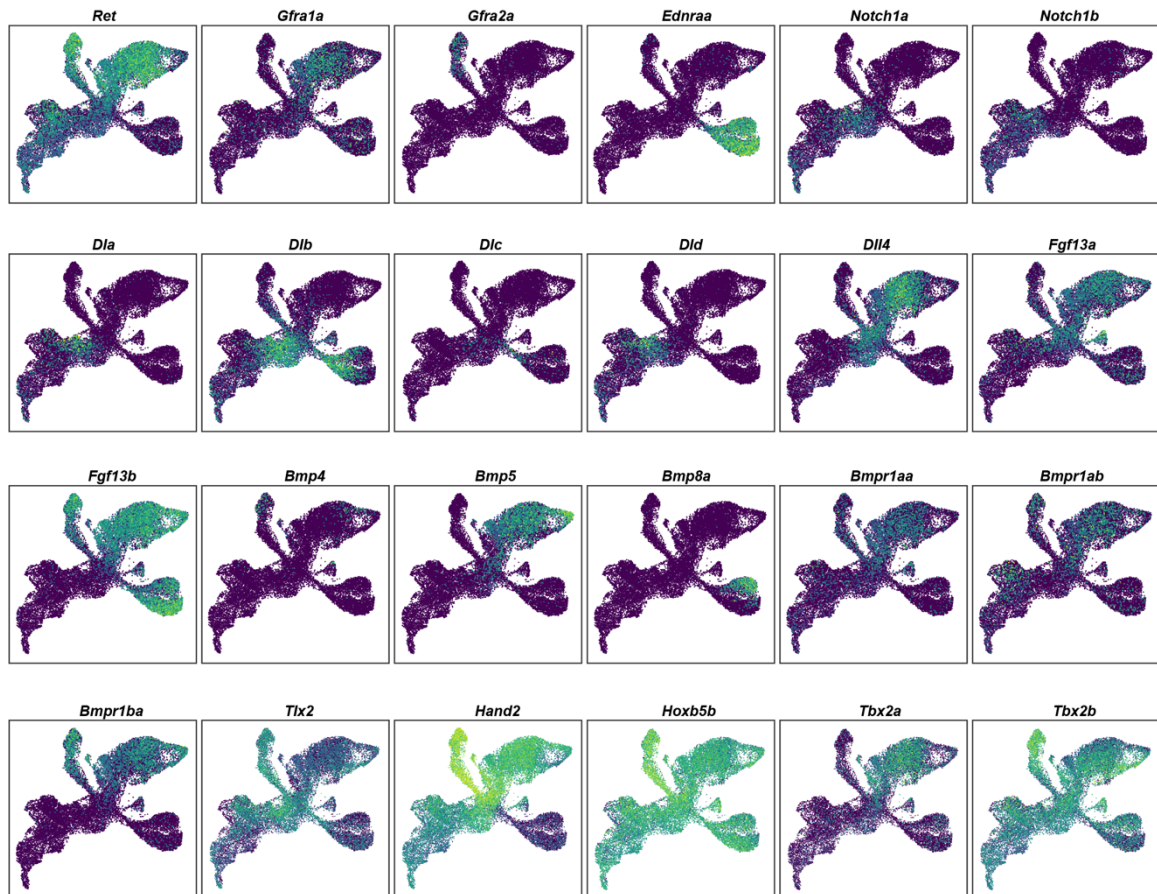 Ret Gfra1a Gfra2a Ednraa Notch1a Notch1b
Dla Dlb Dlc Dld Dll4 Fgf13a
Fgf13b Bmp4 Bmp5 Bmp8a Bmpr1aa Bmpr1ab
Bmpr1ba Tlx2 Hand2 Hoxb5b Tbx2a Tbx2b